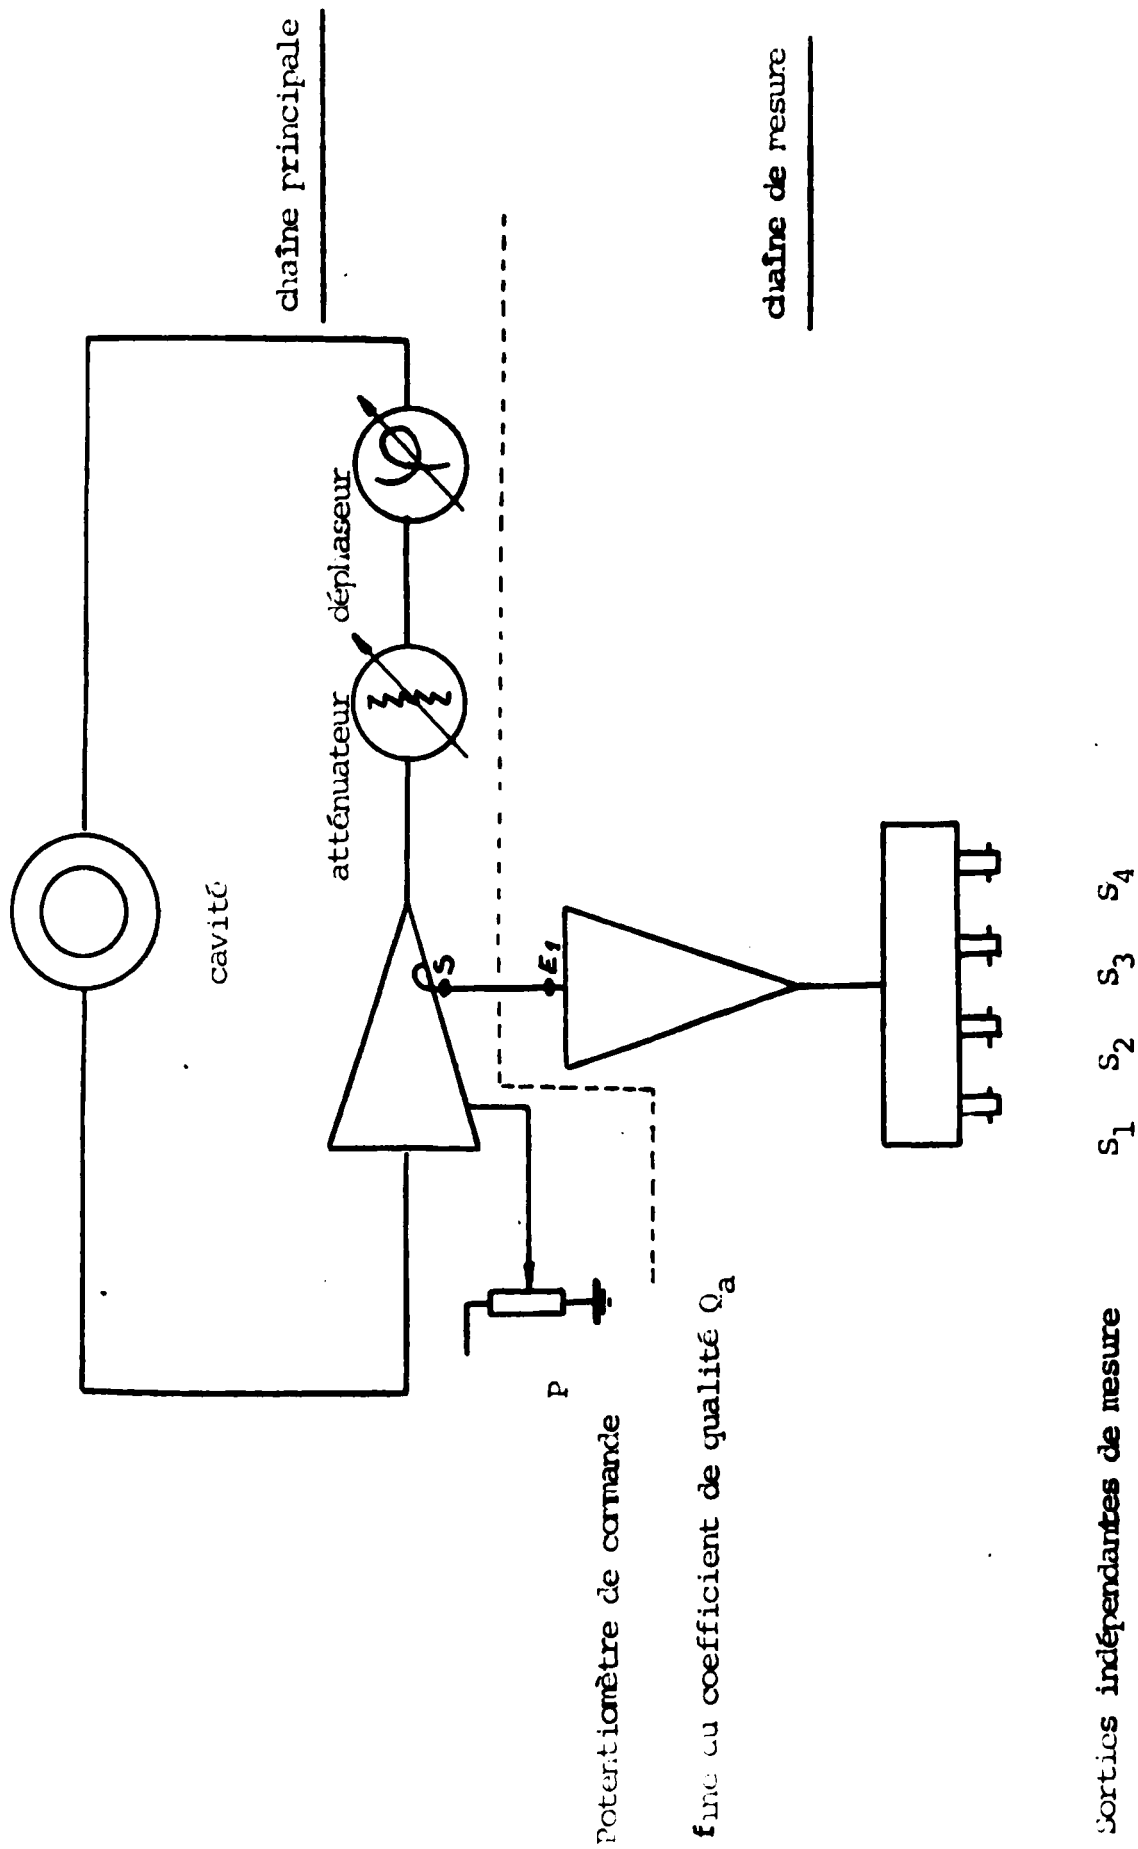 chaîne principale
cavité
atténuateur
déphaseur
S
E1
chaîne de mesure
P
Potentiomètre de commande
fine du coefficient de qualité Qa
S1 S2 S3 S4
Sorties indépendantes de mesure